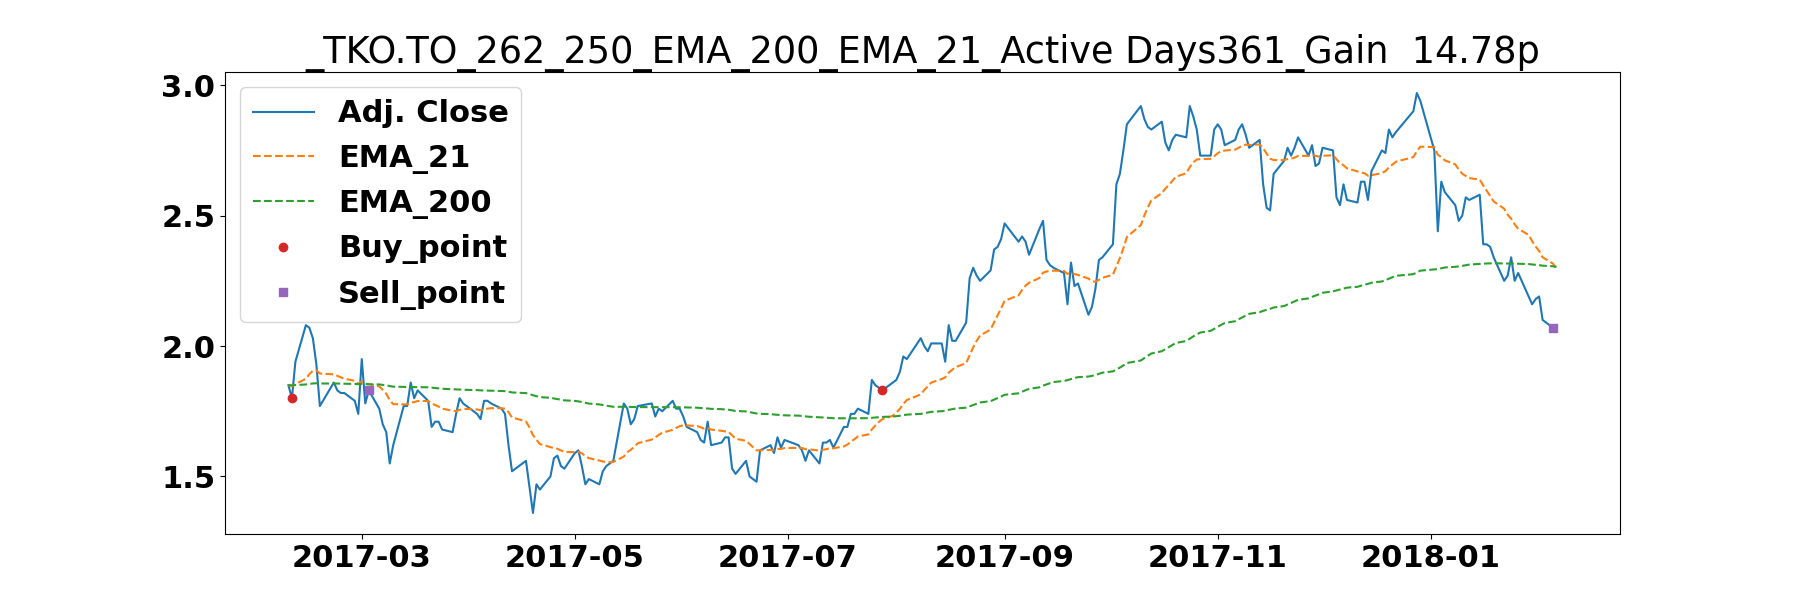 _TKO.TO_262_250_EMA_200_EMA_21_Active Days361_Gain  14.78p
3.0
2.5
2.0
1.5
Adj. Close
EMA_21
EMA_200
Buy_point
Sell_point
2017-03 2017-05 2017-07 2017-09 2017-11 2018-01